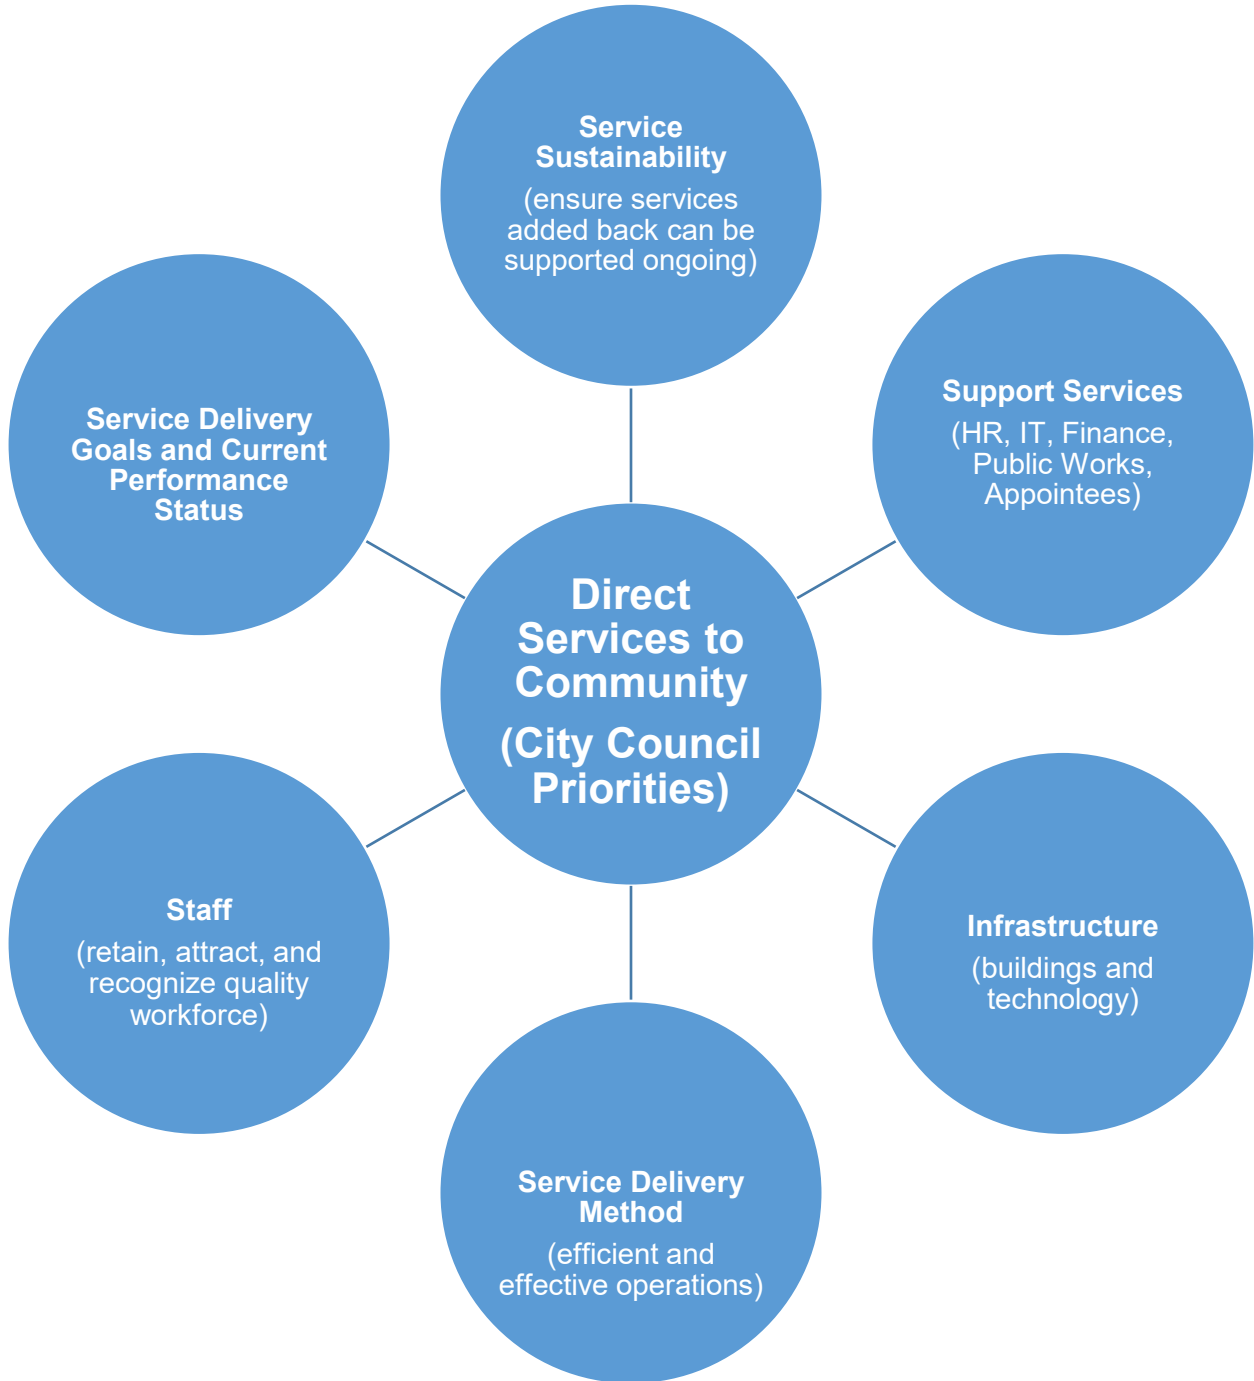 Service
Sustainability
(ensure services
added back can be
supported ongoing)
Support Services
(HR, IT, Finance,
Public Works,
Appointees)
Service Delivery
Goals and Current
Performance
Status
Direct
Services to
Community
(City Council
Priorities)
Staff
(retain, attract, and
recognize quality
workforce)
Infrastructure
(buildings and
technology)
Service Delivery
Method
(efficient and
effective operations)